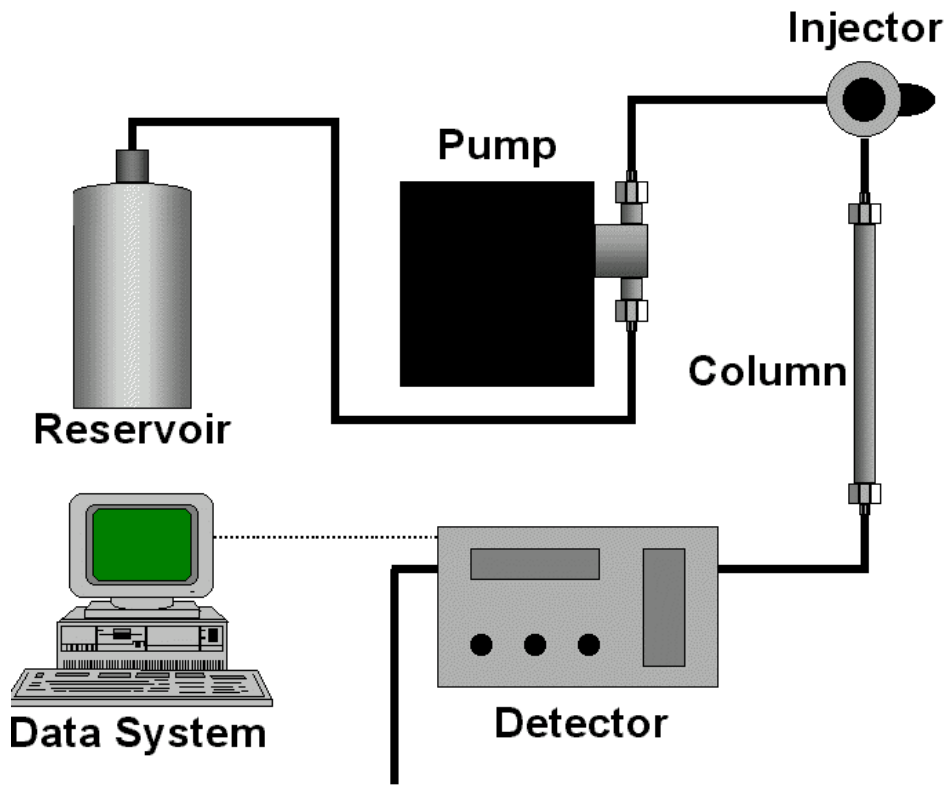 Injector
Pump
Column
Reservoir
Detector
Data System